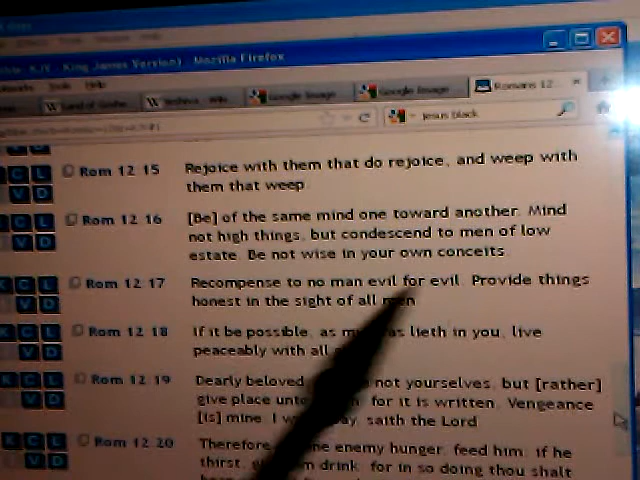 King James Version) - Mozilla Firefox
Tools Help
W Land of Goshe
W Yeshiva - Wiki
Google Image
Google Image
Romans 12
jesus black
C L
V D
Rom 12 15 Rejoice with them that do rejoice, and weep with
them that weep
K C L
V D
Rom 12 16 [Be] of the same mind one toward another. Mind
not high things, but condescend to men of low
estate. Be not wise in your own conceits
K C L
V D
Rom 12 17 Recompense to no man evil for evil. Provide things
honest in the sight of all men
K C L
V D
Rom 12 18 If it be possible, as as lieth in you, live
peaceably with all
K C L
V D
Rom 12 19 Dearly beloved not yourselves, but [rather]
give place unto for it is written, Vengeance
[is] mine I saith the Lord
K C L
V D
Rom 12 20 Therefore enemy hunger, feed him if he
thirst, drink for in so doing thou shalt